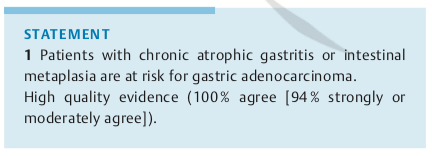 STATEMENT
1 Patients with chronic atrophic gastritis or intestinal
metaplasia are at risk for gastric adenocarcinoma.
High quality evidence (100% agree [94% strongly or
moderately agree]).